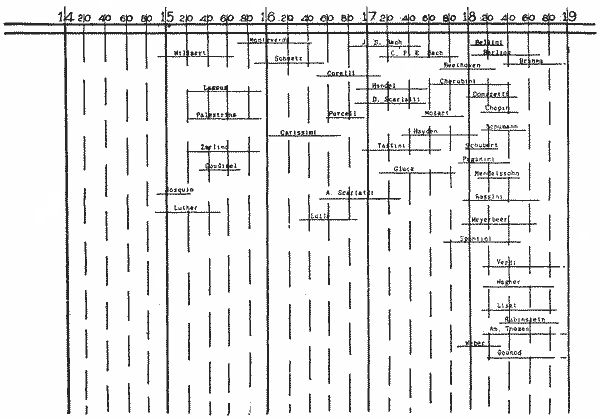 14 20 40 60 80 15 20 40 60 80 16 20 40 60 80 17 20 40 60 80 18 20 40 60 80 19
Monteverdi
J. S. Bach
Bellini
Willaert
C. P. E. Bach
Berlioz
Schuetz
Brahms
Beethoven
Corelli
Cherubini
Lassus
Handel
Donizetti
D. Scarlatti
Chopin
Palestrina
Purcell
Mozart
Schumann
Carissimi
Hayden
Zarlino
Tartini
Schubert
Paganini
Goudimel
Gluck
Mendelssohn
Josquin
A. Scarlatti
Rossini
Luther
Lulli
Meyerbeer
Spontini
Verdi
Wagner
Liszt
Rubinstein
Am. Thomas
Weber
Gounod